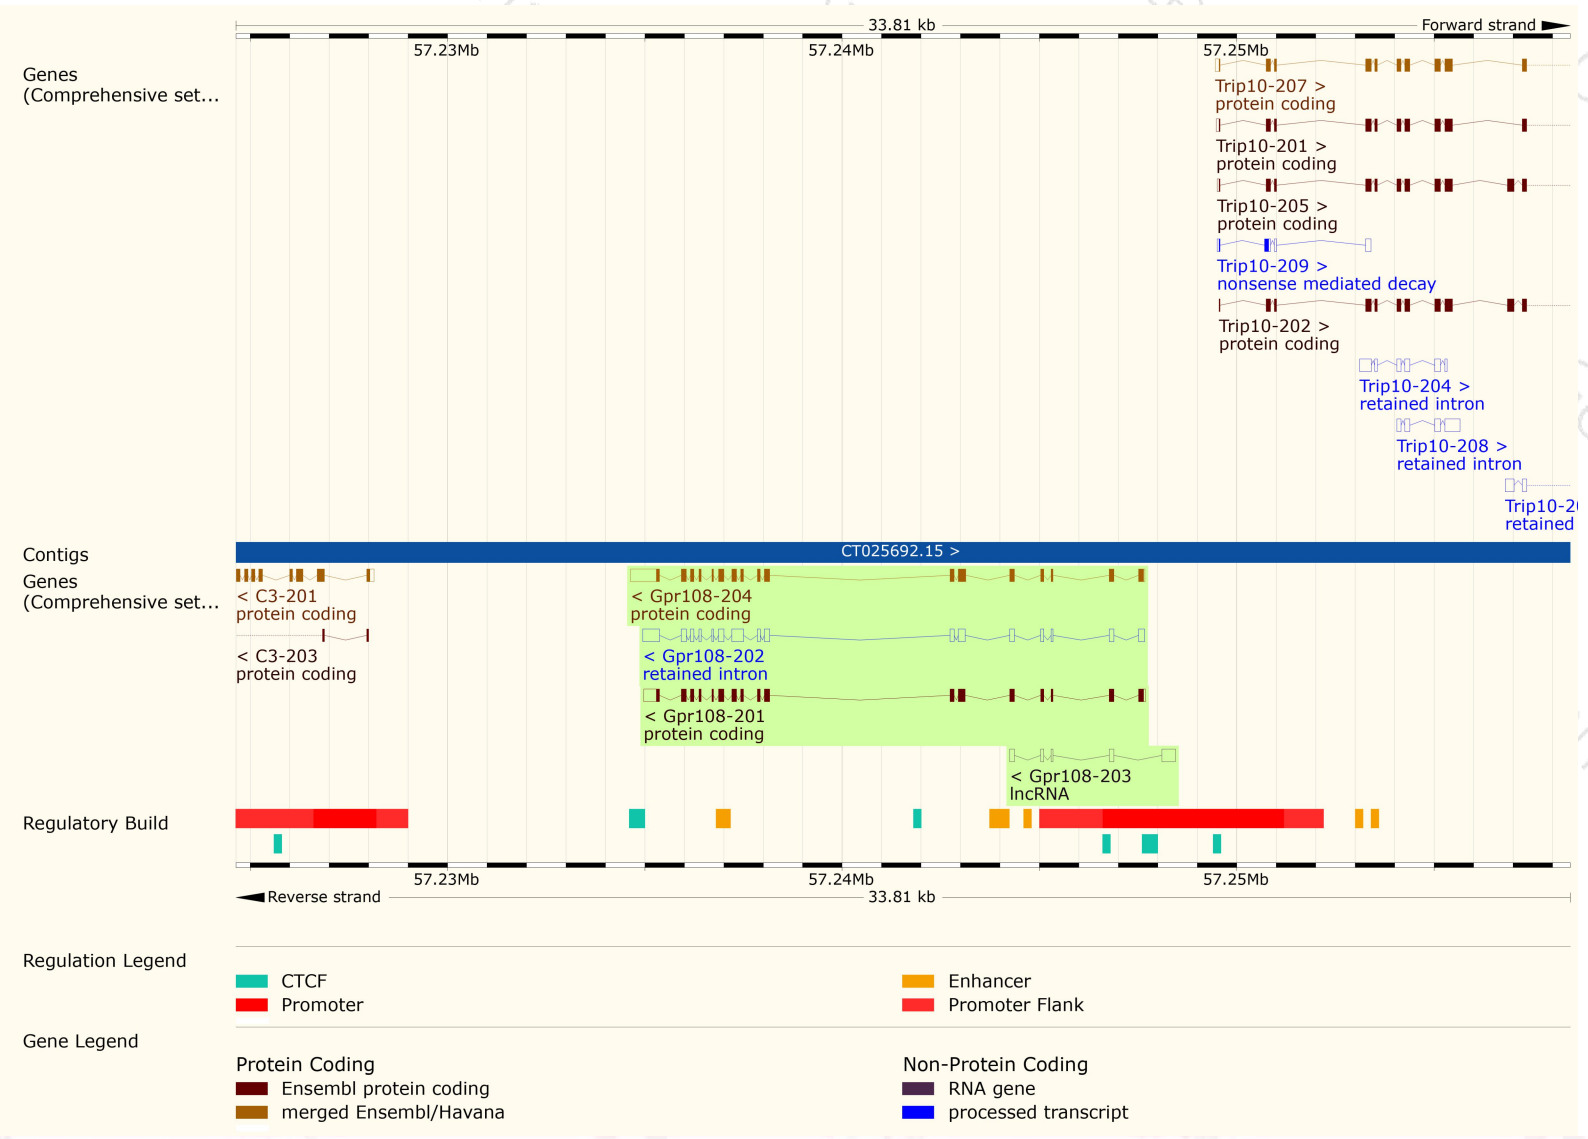 33.81 kb
Forward strand
57.23Mb
57.24Mb
57.25Mb
Genes
(Comprehensive set...
Trip10-207 >
protein coding
Trip10-201 >
protein coding
Trip10-205 >
protein coding
Trip10-209 >
nonsense mediated decay
Trip10-202 >
protein coding
Trip10-204 >
retained intron
Trip10-208 >
retained intron
Trip10-2
retained
Contigs
CT025692.15 >
Genes
(Comprehensive set...
< C3-201
protein coding
< Gpr108-204
protein coding
< C3-203
protein coding
< Gpr108-202
retained intron
< Gpr108-201
protein coding
< Gpr108-203
lncRNA
Regulatory Build
57.23Mb
57.24Mb
57.25Mb
Reverse strand
33.81 kb
Regulation Legend
CTCF
Enhancer
Promoter
Promoter Flank
Gene Legend
Protein Coding
Non-Protein Coding
Ensembl protein coding
RNA gene
merged Ensembl/Havana
processed transcript